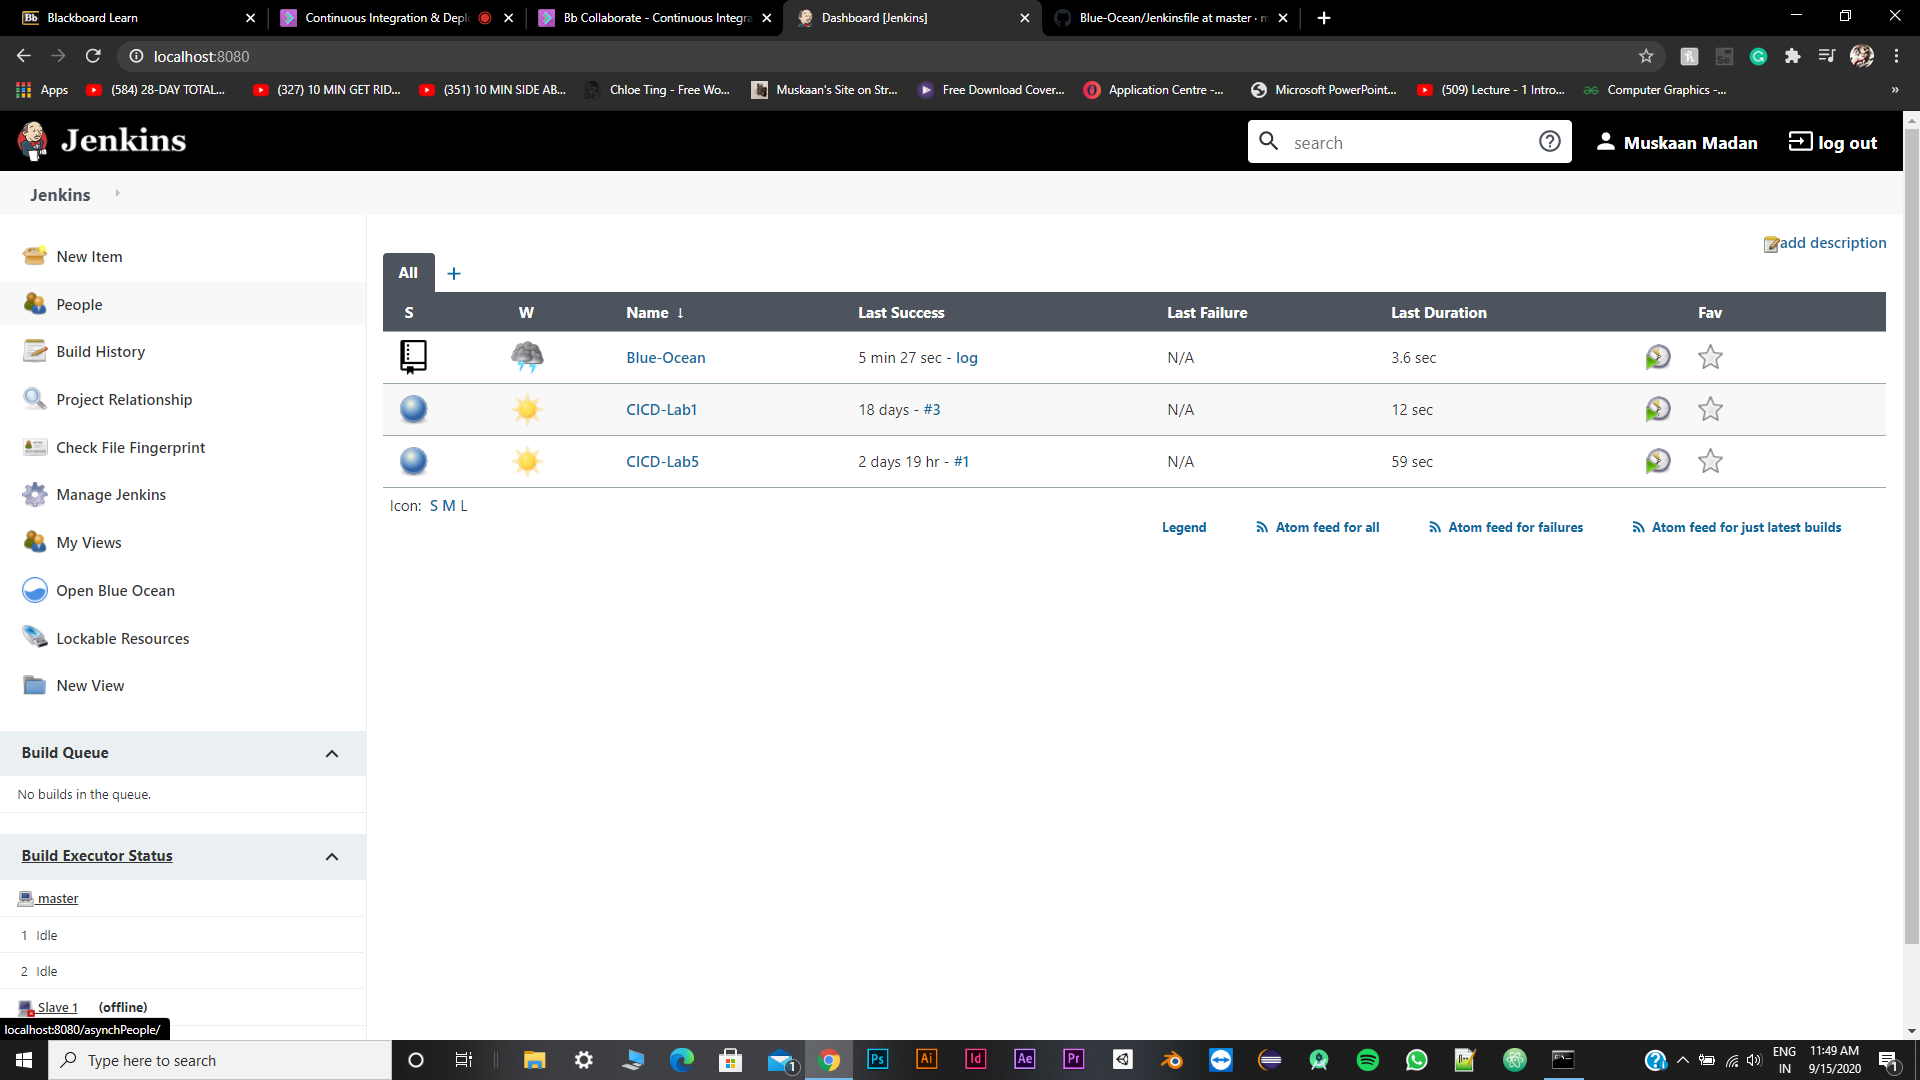 Blackboard Learn
Continuous Integration & Depl
Bb Collaborate - Continuous Integra
Dashboard [Jenkins]
Blue-Ocean/Jenkinsfile at master · m
localhost:8080
Apps
(584) 28-DAY TOTAL...
(327) 10 MIN GET RID...
(351) 10 MIN SIDE AB...
Chloe Ting - Free Wo...
Muskaan's Site on Str...
Free Download Cover...
Application Centre -...
Microsoft PowerPoint...
(509) Lecture - 1 Intro...
Computer Graphics -...
»
Jenkins
search
Muskaan Madan
log out
Jenkins
New Item
People
Build History
Project Relationship
Check File Fingerprint
Manage Jenkins
My Views
Open Blue Ocean
Lockable Resources
New View
Build Queue
No builds in the queue.
Build Executor Status
master
1 Idle
2 Idle
Slave 1 (offline)
localhost:8080/asynchPeople/
add description
All +
S W Name ↓ Last Success Last Failure Last Duration Fav
Blue-Ocean 5 min 27 sec - log N/A 3.6 sec
CICD-Lab1 18 days - #3 N/A 12 sec
CICD-Lab5 2 days 19 hr - #1 N/A 59 sec
Icon: S M L
Legend Atom feed for all Atom feed for failures Atom feed for just latest builds
Type here to search
1
Ps
Ai
Id
Ae
Pr
ENG
IN
11:49 AM
9/15/2020
1